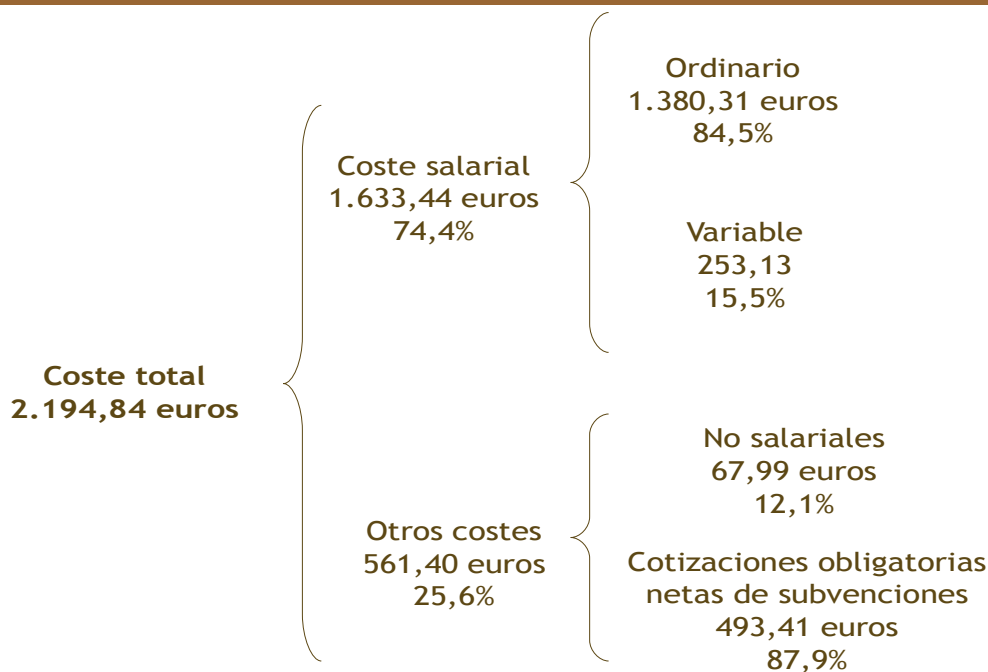 Coste total
2.194,84 euros
Coste salarial
1.633,44 euros
74,4%
Ordinario
1.380,31 euros
84,5%
Variable
253,13
15,5%
Otros costes
561,40 euros
25,6%
No salariales
67,99 euros
12,1%
Cotizaciones obligatorias
netas de subvenciones
493,41 euros
87,9%